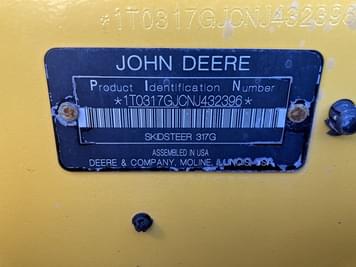 *1T0317GJCNJ432396
JOHN DEERE
Product Identification Number
*1T0317GJCNJ432396*
SKIDSTEER 317G
ASSEMBLED IN USA
DEERE & COMPANY, MOLINE, ILLINOIS, USA